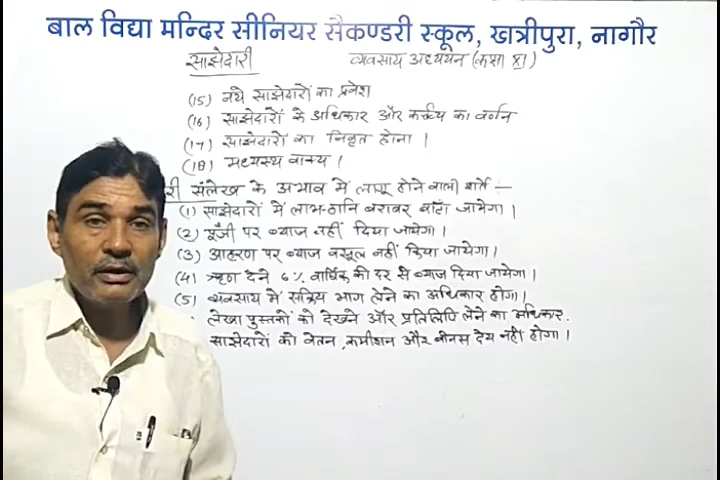 बाल विद्या मन्दिर सीनियर सैकण्डरी स्कूल, खत्रीपुरा, नागौर
साझेदारी व्यवसाय अध्ययन (कक्षा XI)
(15) नये साझेदारों का प्रवेश
(16) साझेदारों के अधिकार और कर्त्तव्य का वर्णन
(17) साझेदारों का निवृत होना ।
(18) मध्यस्थ वाक्य ।
री संलेख के अभाव में लागू होने वाली शर्ते —
(1) साझेदारों में लाभ-हानि बराबर बाँटा जायेगा ।
(2) पूँजी पर ब्याज नहीं दिया जायेगा ।
(3) आहरण पर ब्याज वसूल नहीं किया जायेगा ।
(4) ऋण देने 6% वार्षिक की दर से ब्याज दिया जायेगा ।
(5) व्यवसाय में सक्रिय भाग लेने का अधिकार होगा ।
लेखा पुस्तकों को देखने और प्रतिलिपि लेने का अधिकार.
साझेदारों को वेतन, कमीशन और बोनस देय नहीं होगा ।